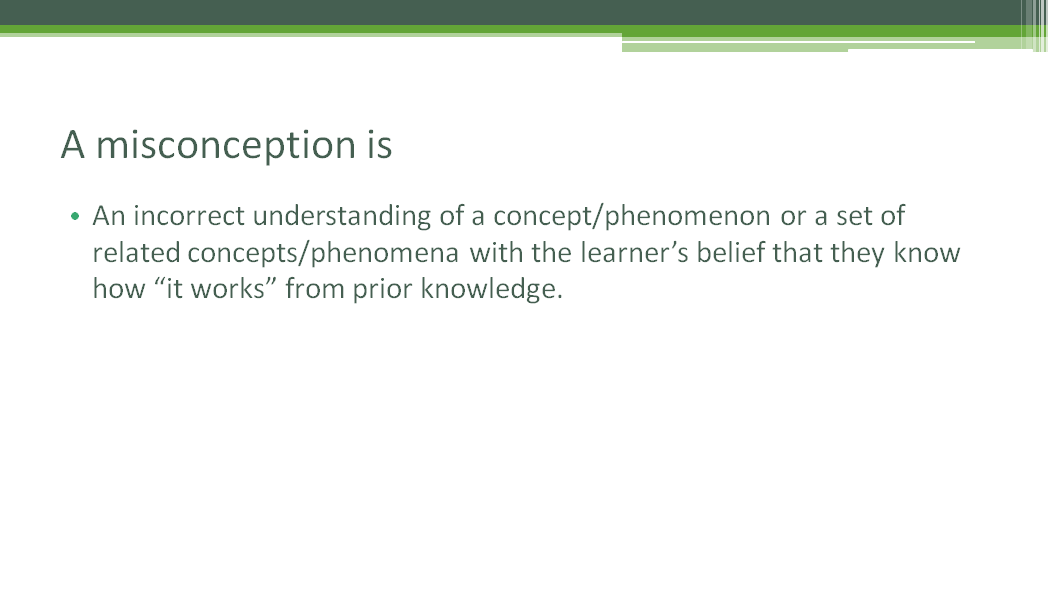 A misconception is
• An incorrect understanding of a concept/phenomenon or a set of
related concepts/phenomena with the learner’s belief that they know
how “it works” from prior knowledge.